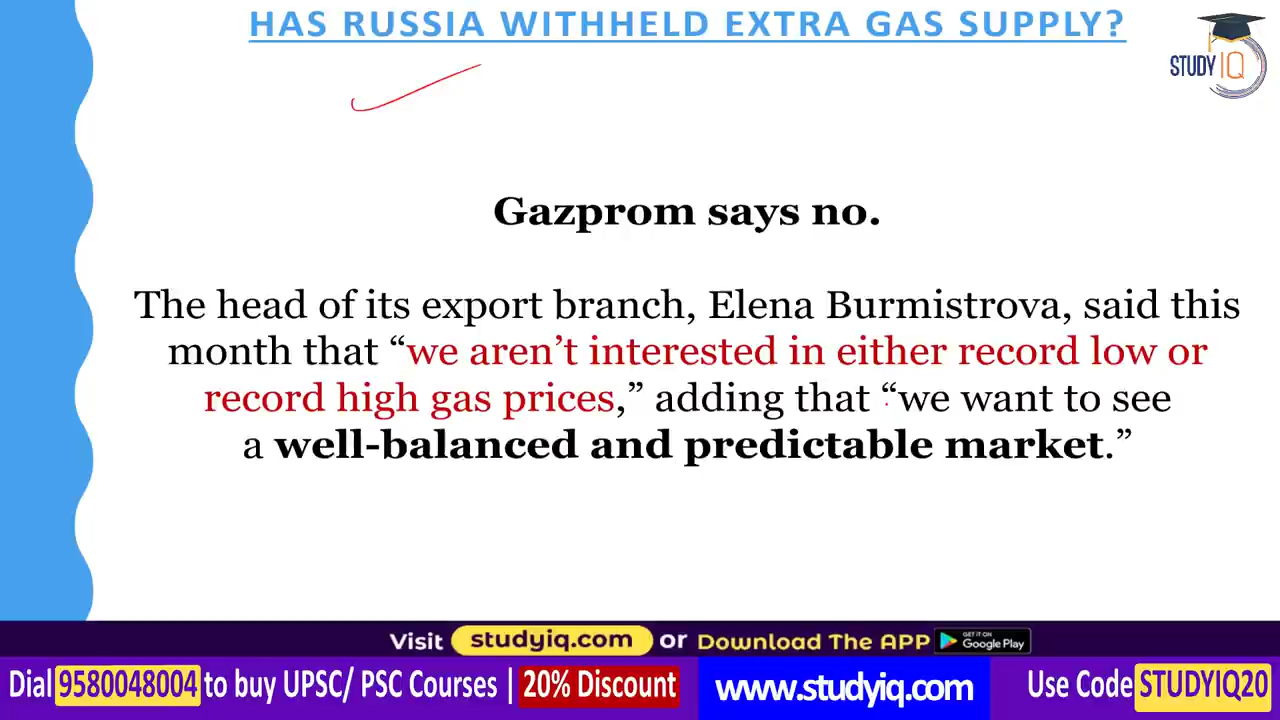 HAS RUSSIA WITHHELD EXTRA GAS SUPPLY?
STUDY IQ
Gazprom says no.
The head of its export branch, Elena Burmistrova, said this
month that “we aren’t interested in either record low or
record high gas prices,” adding that “we want to see
a well-balanced and predictable market.”
Visit studyiq.com or Download The APP GET IT ON Google Play
Dial 9580048004 to buy UPSC/ PSC Courses | 20% Discount www.studyiq.com Use Code STUDYIQ20